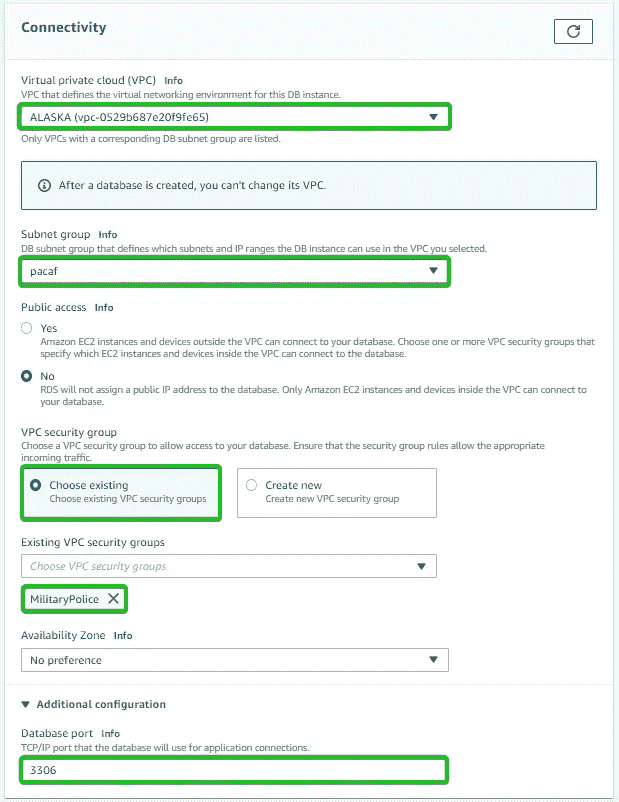 Connectivity
Virtual private cloud (VPC) Info
VPC that defines the virtual networking environment for this DB instance.
ALASKA (vpc-0529b687e20f9fe65)
Only VPCs with a corresponding DB subnet group are listed.
After a database is created, you can't change its VPC.
Subnet group Info
DB subnet group that defines which subnets and IP ranges the DB instance can use in the VPC you selected.
pacaf
Public access Info
Yes
Amazon EC2 instances and devices outside the VPC can connect to your database. Choose one or more VPC security groups that
specify which EC2 instances and devices inside the VPC can connect to the database.
No
RDS will not assign a public IP address to the database. Only Amazon EC2 instances and devices inside the VPC can connect to
your database.
VPC security group
Choose a VPC security group to allow access to your database. Ensure that the security group rules allow the appropriate
incoming traffic.
Choose existing
Choose existing VPC security groups
Create new
Create new VPC security group
Existing VPC security groups
Choose VPC security groups
MilitaryPolice
Availability Zone Info
No preference
Additional configuration
Database port Info
TCP/IP port that the database will use for application connections.
3306